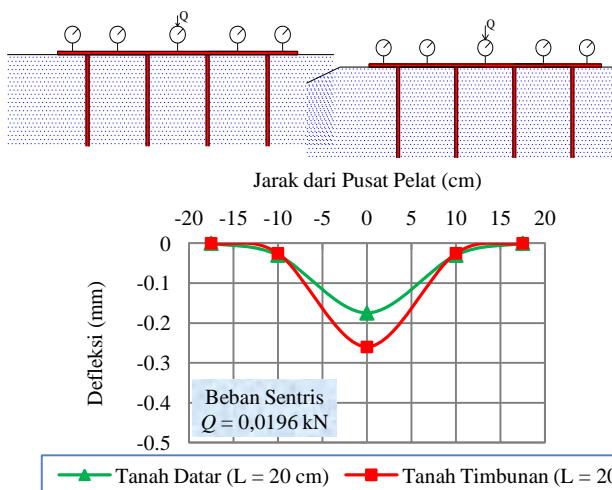 Q
Q
Jarak dari Pusat Pelat (cm)
-20 -15 -10 -5 0 5 10 15 20
0
-0.1
-0.2
-0.3
-0.4
-0.5
Defleksi (mm)
Beban Sentris
Q = 0,0196 kN
Tanah Datar (L = 20 cm)
Tanah Timbunan (L = 20